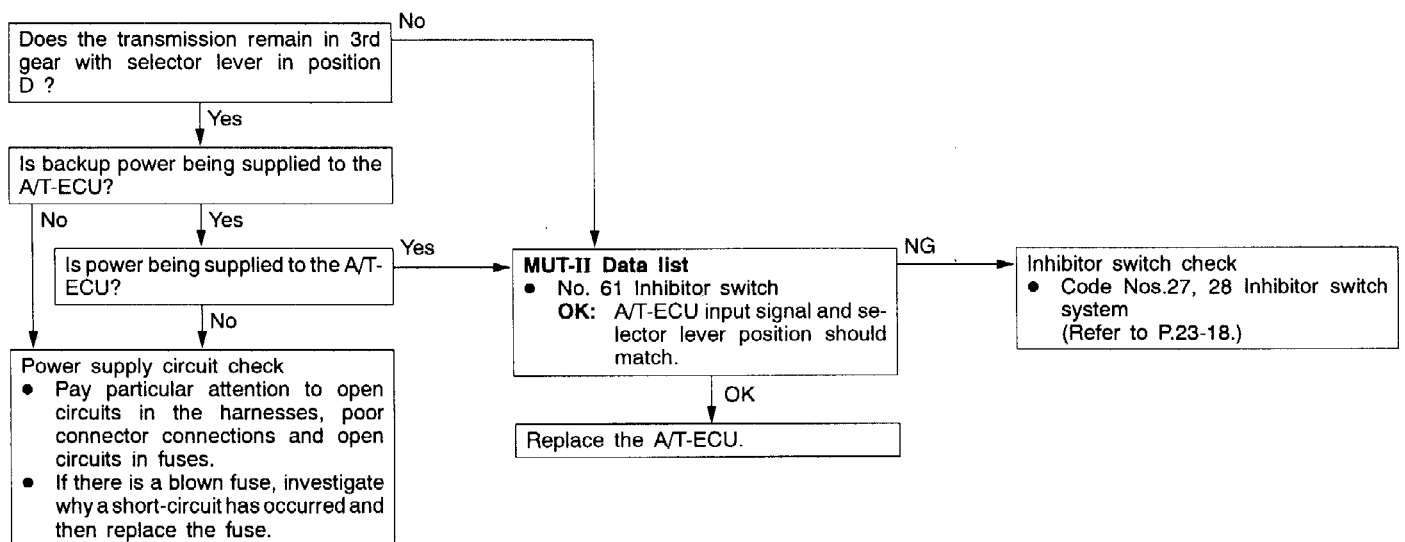 Does the transmission remain in 3rd
gear with selector lever in position
D ?
No
Yes
Is backup power being supplied to the
A/T-ECU?
No
Yes
Is power being supplied to the A/T-
ECU?
Yes
No
Power supply circuit check
● Pay particular attention to open
circuits in the harnesses, poor
connector connections and open
circuits in fuses.
● If there is a blown fuse, investigate
why a short-circuit has occurred and
then replace the fuse.
MUT-II Data list
● No. 61 Inhibitor switch
OK: A/T-ECU input signal and se-
lector lever position should
match.
NG
OK
Replace the A/T-ECU.
Inhibitor switch check
● Code Nos.27, 28 Inhibitor switch
system
(Refer to P.23-18.)